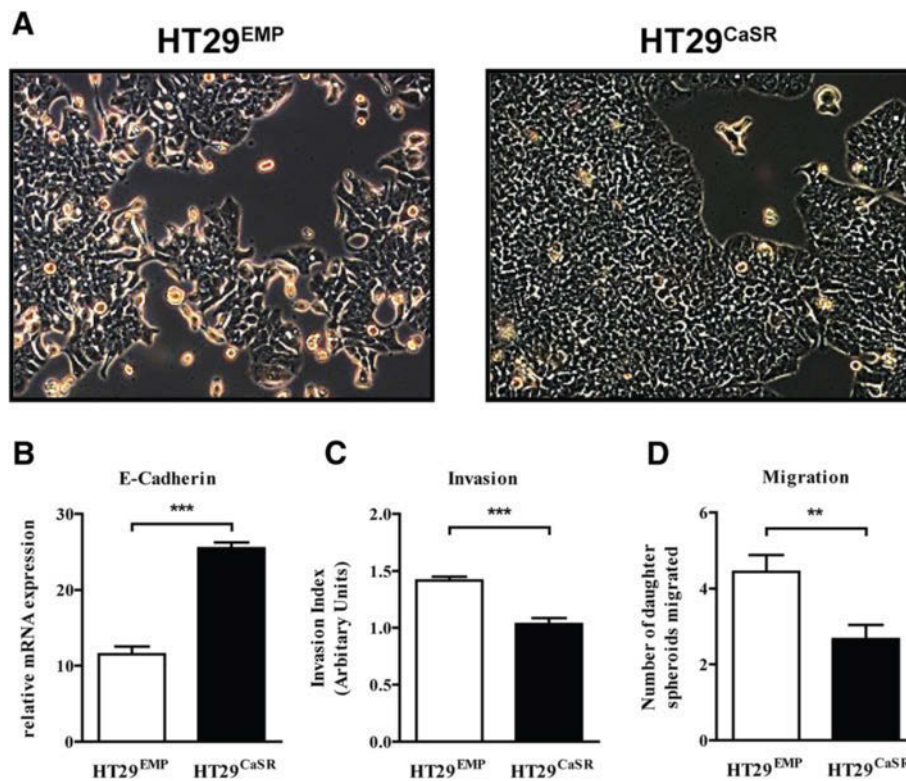 A
HT29EMP
HT29CaSR
B
E-Cadherin
***
relative mRNA expression
30
20
10
0
HT29EMP HT29CaSR
C
Invasion
***
Invasion Index
(Arbitary Units)
2.0
1.5
1.0
0.5
0.0
HT29EMP HT29CaSR
D
Migration
**
Number of daughter
spheroids migrated
6
4
2
0
HT29EMP HT29CaSR